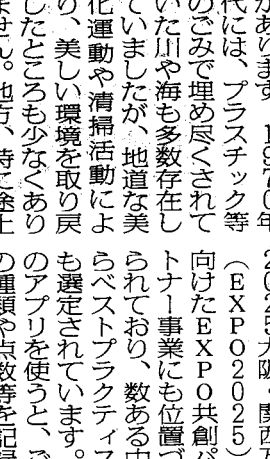 があります。1970年
代には、プラスチック等
のごみで埋め尽くされて
いた川や海も多数存在し
ていましたが、地道な美
化運動や清掃活動によ
り、美しい環境を取り戻
したところも少なくあり
ません。他方、特に途上
2025大阪・関西万
（EXPO2025）
向けたEXPO共創パ
トナー事業にも位置づ
られており、数ある中
らベストプラクティス
も選定されています。
のアプリを使うと、ご
の種類や点数等を記録